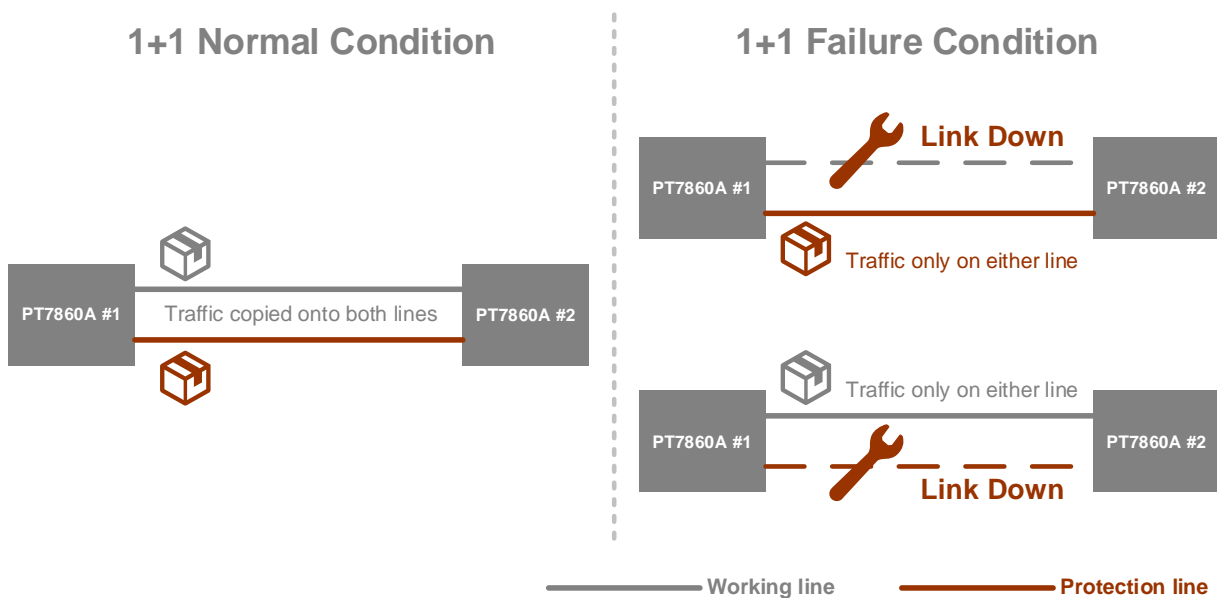 1+1 Normal Condition
PT7860A #1
Traffic copied onto both lines
PT7860A #2
1+1 Failure Condition
Link Down
PT7860A #1
PT7860A #2
Traffic only on either line
Traffic only on either line
PT7860A #1
PT7860A #2
Link Down
Working line
Protection line